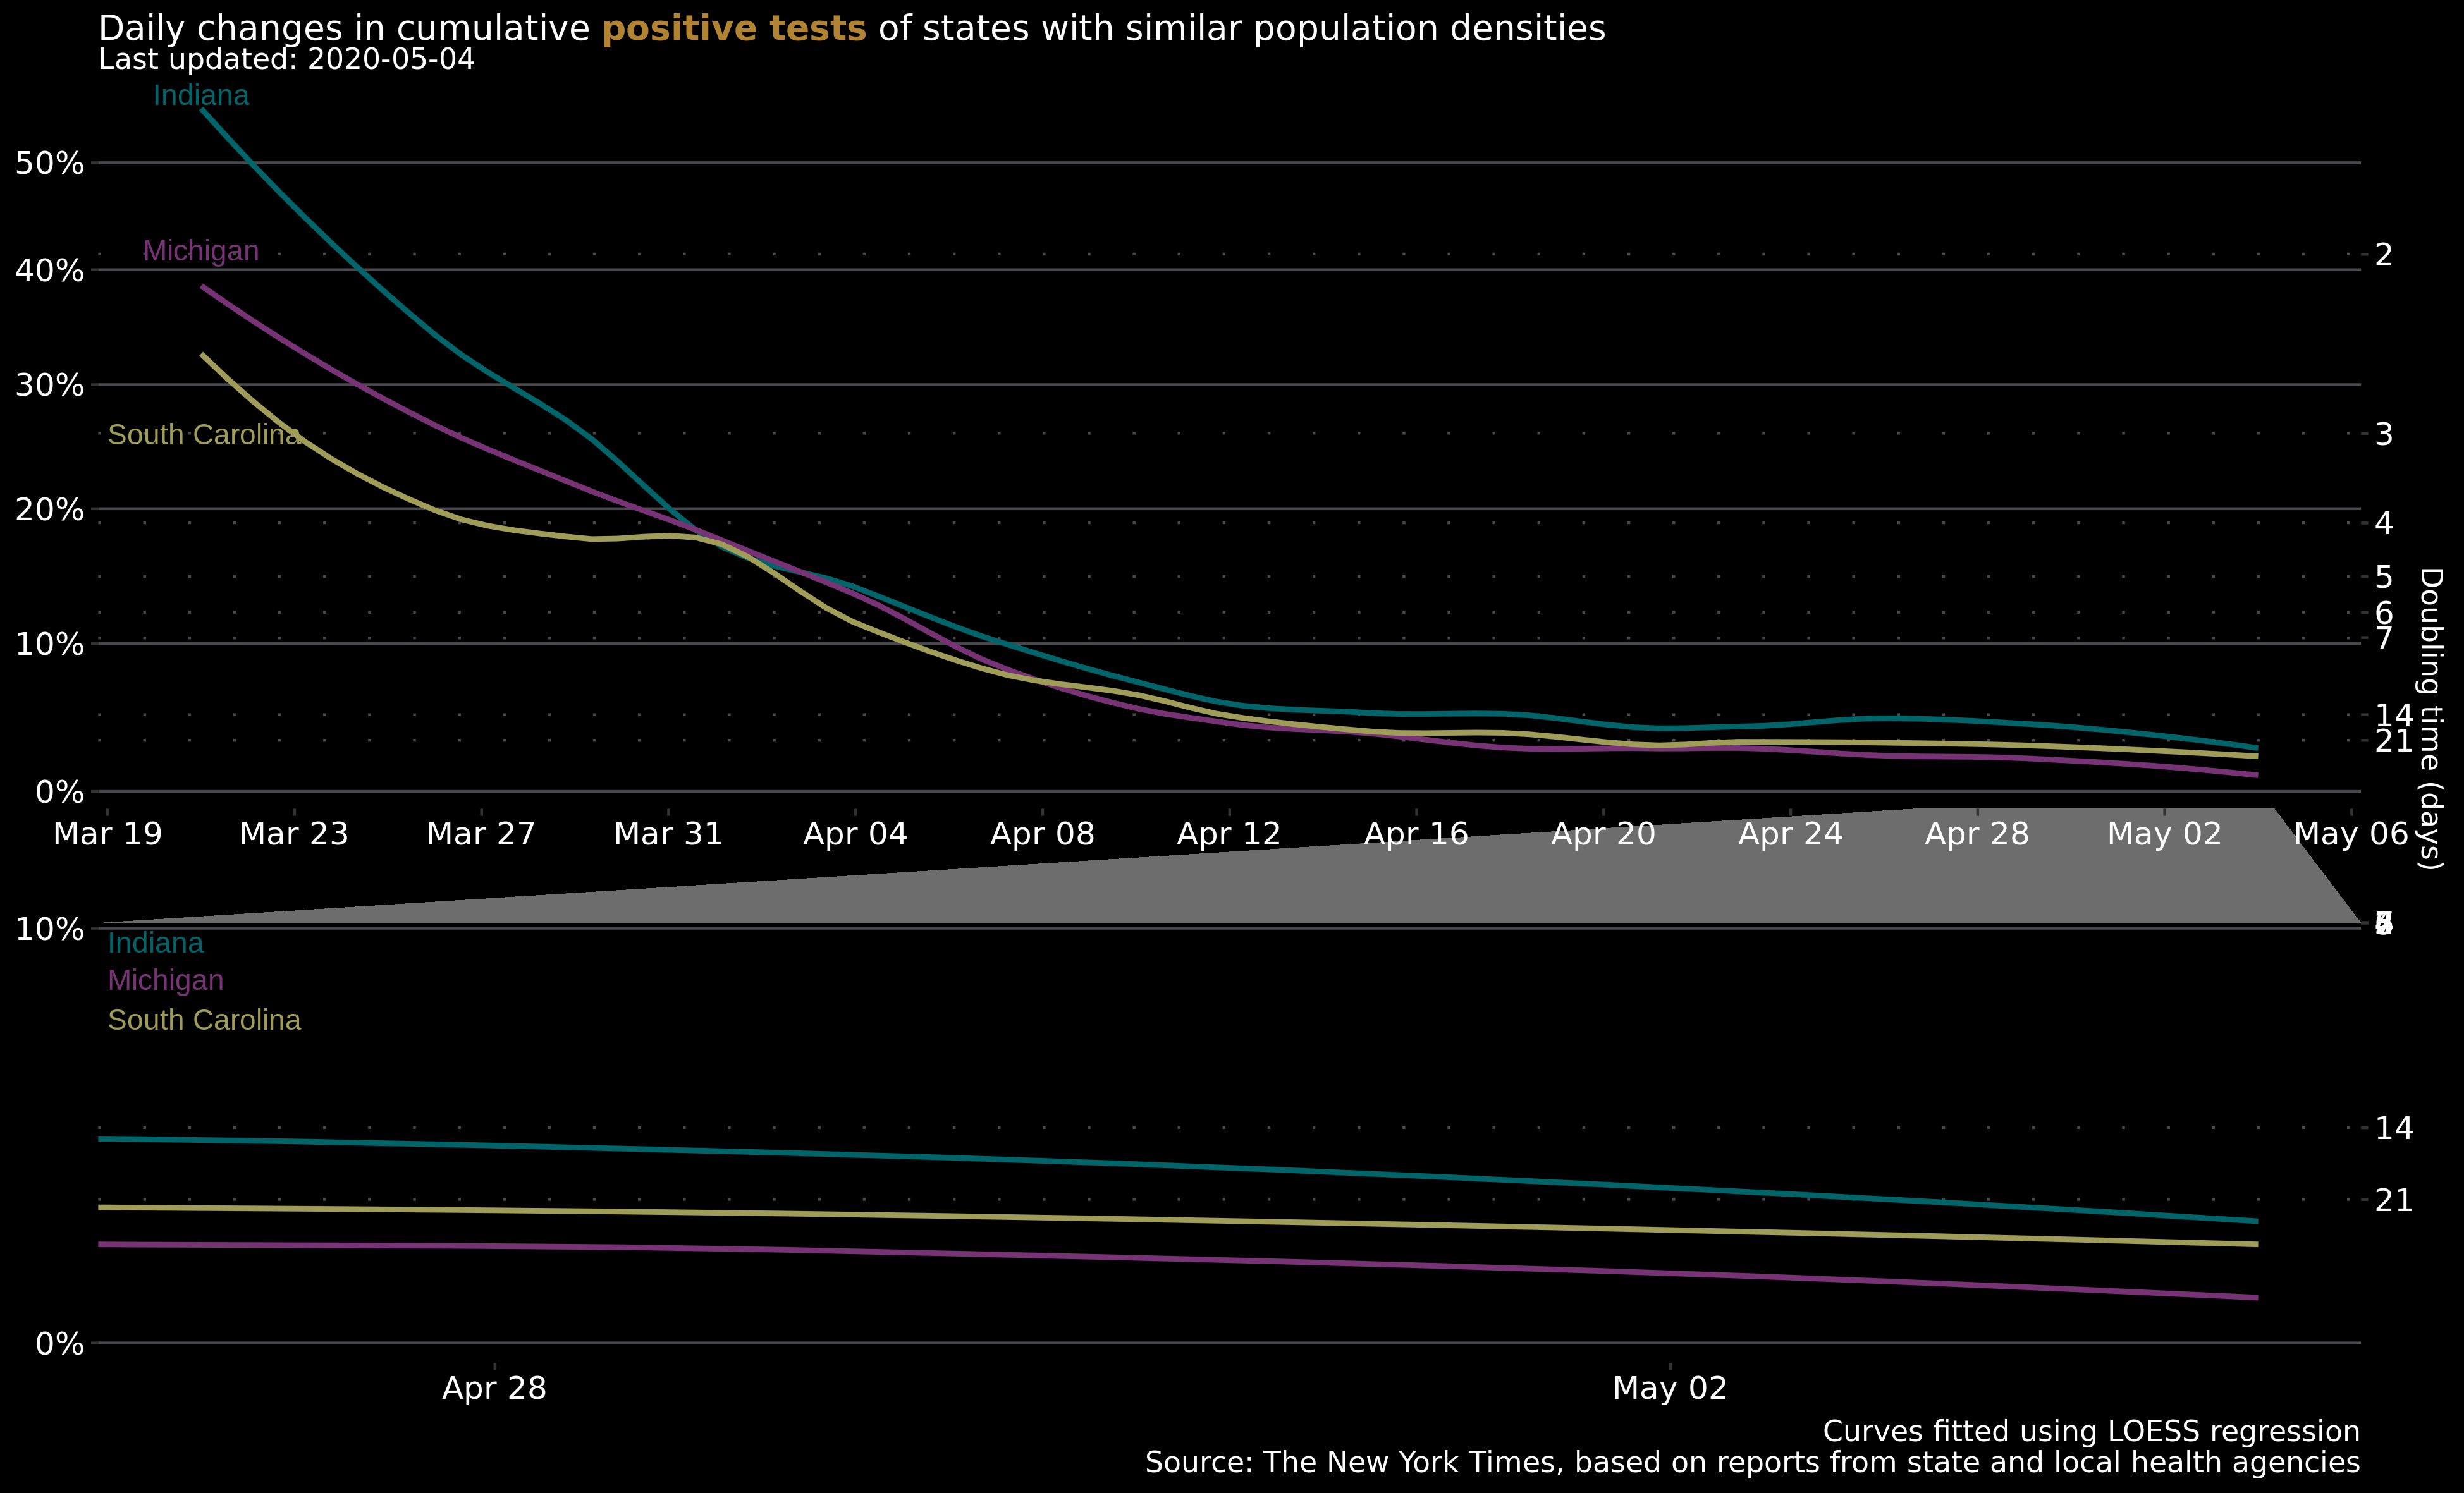 Daily changes in cumulative positive tests of states with similar population densities
Last updated: 2020-05-04
Indiana
50%
Michigan
2
40%
30%
South Carolina
3
20%
4
5
6
7
10%
14
21
0%
Doubling time (days)
Mar 19 Mar 23 Mar 27 Mar 31 Apr 04 Apr 08 Apr 12 Apr 16 Apr 20 Apr 24 Apr 28 May 02 May 06
10%
Indiana
Michigan
South Carolina
14
21
0%
Apr 28 May 02
Curves fitted using LOESS regression
Source: The New York Times, based on reports from state and local health agencies